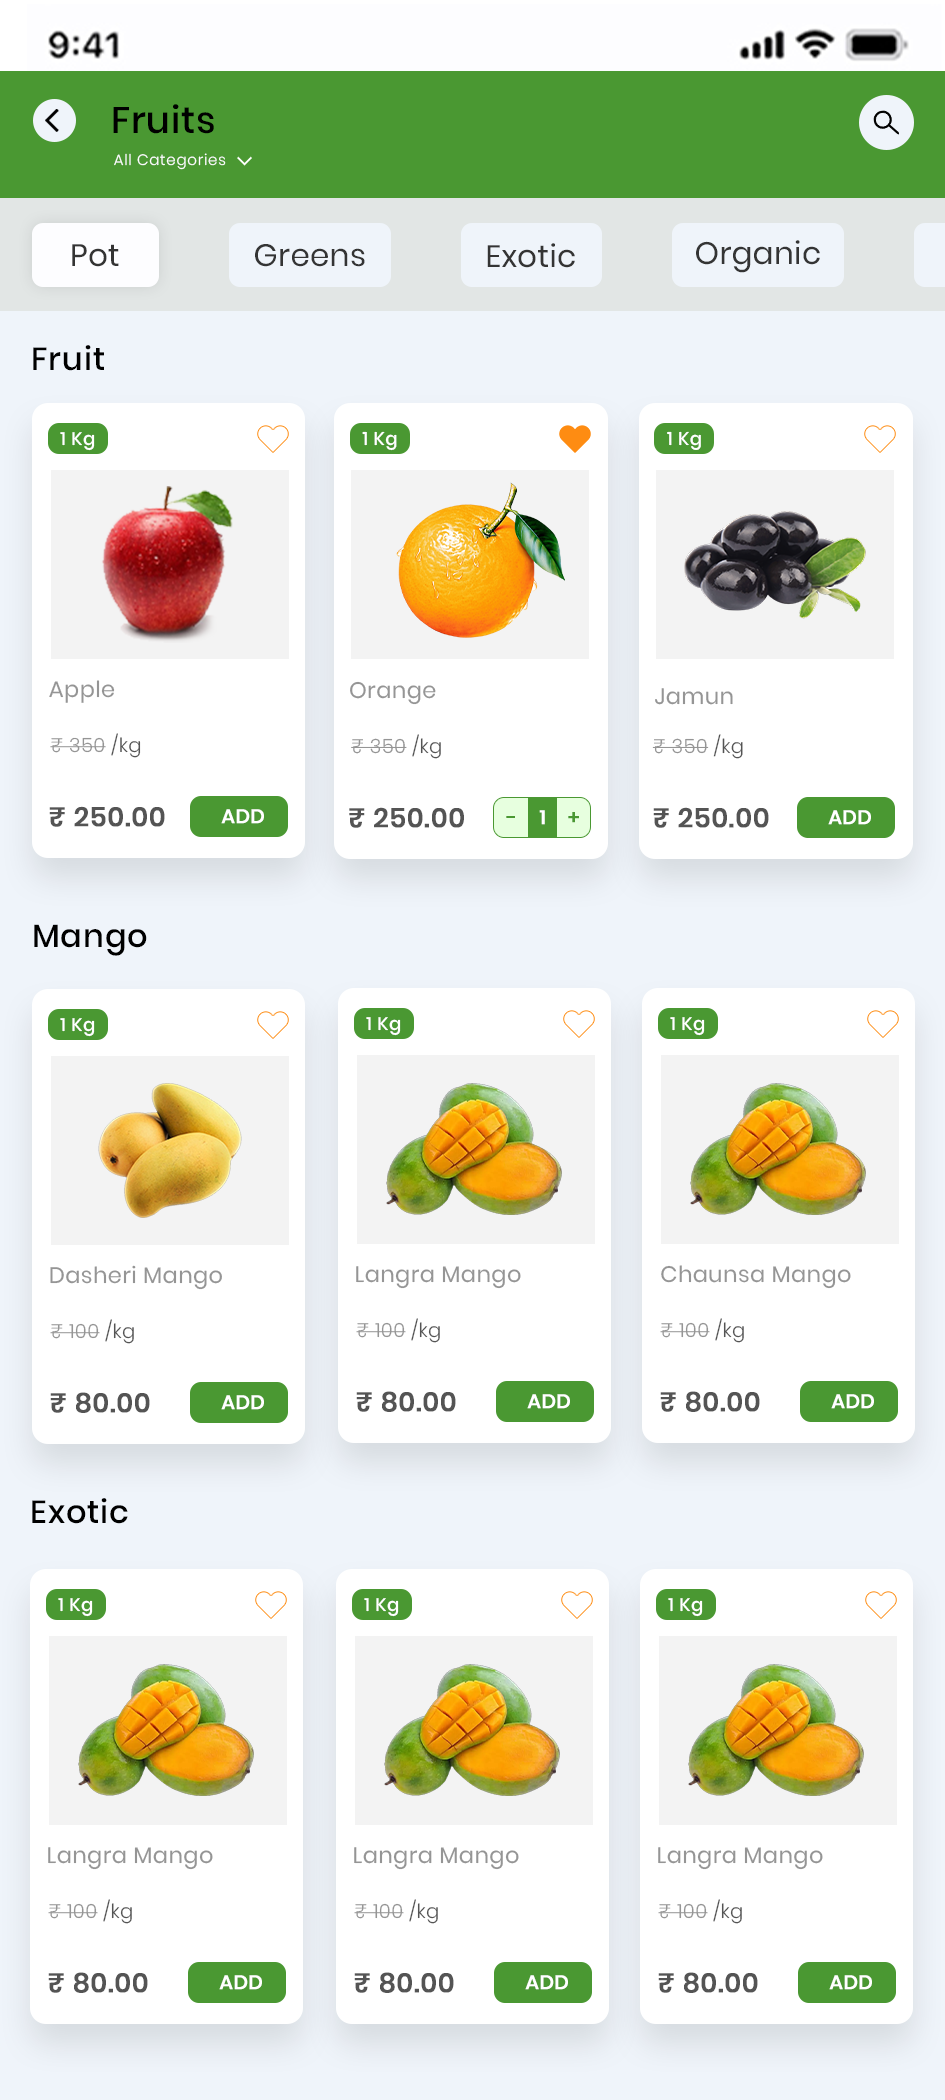 9:41
Fruits
All Categories
Pot Greens Exotic Organic
Fruit
1 Kg 1 Kg 1 Kg
Apple Orange Jamun
₹ 350 /kg ₹ 350 /kg ₹ 350 /kg
₹ 250.00 ADD ₹ 250.00 - 1 + ₹ 250.00 ADD
Mango
1 Kg 1 Kg 1 Kg
Dasheri Mango Langra Mango Chaunsa Mango
₹ 100 /kg ₹ 100 /kg ₹ 100 /kg
₹ 80.00 ADD ₹ 80.00 ADD ₹ 80.00 ADD
Exotic
1 Kg 1 Kg 1 Kg
Langra Mango Langra Mango Langra Mango
₹ 100 /kg ₹ 100 /kg ₹ 100 /kg
₹ 80.00 ADD ₹ 80.00 ADD ₹ 80.00 ADD